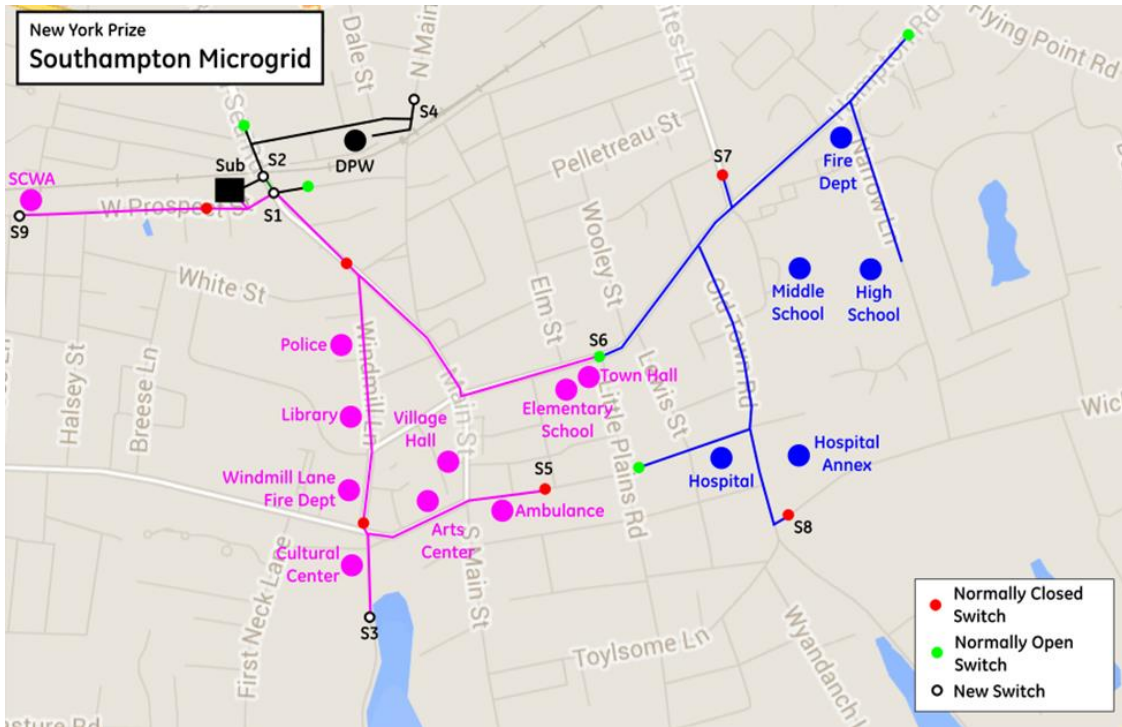 New York Prize
Southampton Microgrid
Dale St
N Main
S4
Pelletreau St
Flying Point Rd
S2
Sub
DPW
S7
Fire
Dept
Narrow Ln
SCWA
W Prospect St
S1
S9
Wooley St
White St
Elm St
Middle
School
High
School
Old Town Rd
Police
Windmill Ln
S6
Town Hall
Elementary
School
Lewis St
Halsey St
Breese Ln
Library
Village
Hall
Main St
Little Plains Rd
Hospital
Annex
Hospital
Windmill Lane
Fire Dept
S5
Ambulance
Arts
Center
S8
Cultural
Center
S Main St
First Neck Lane
S3
Toylsome Ln
Wyandanch L
Normally Closed
Switch
Normally Open
Switch
New Switch